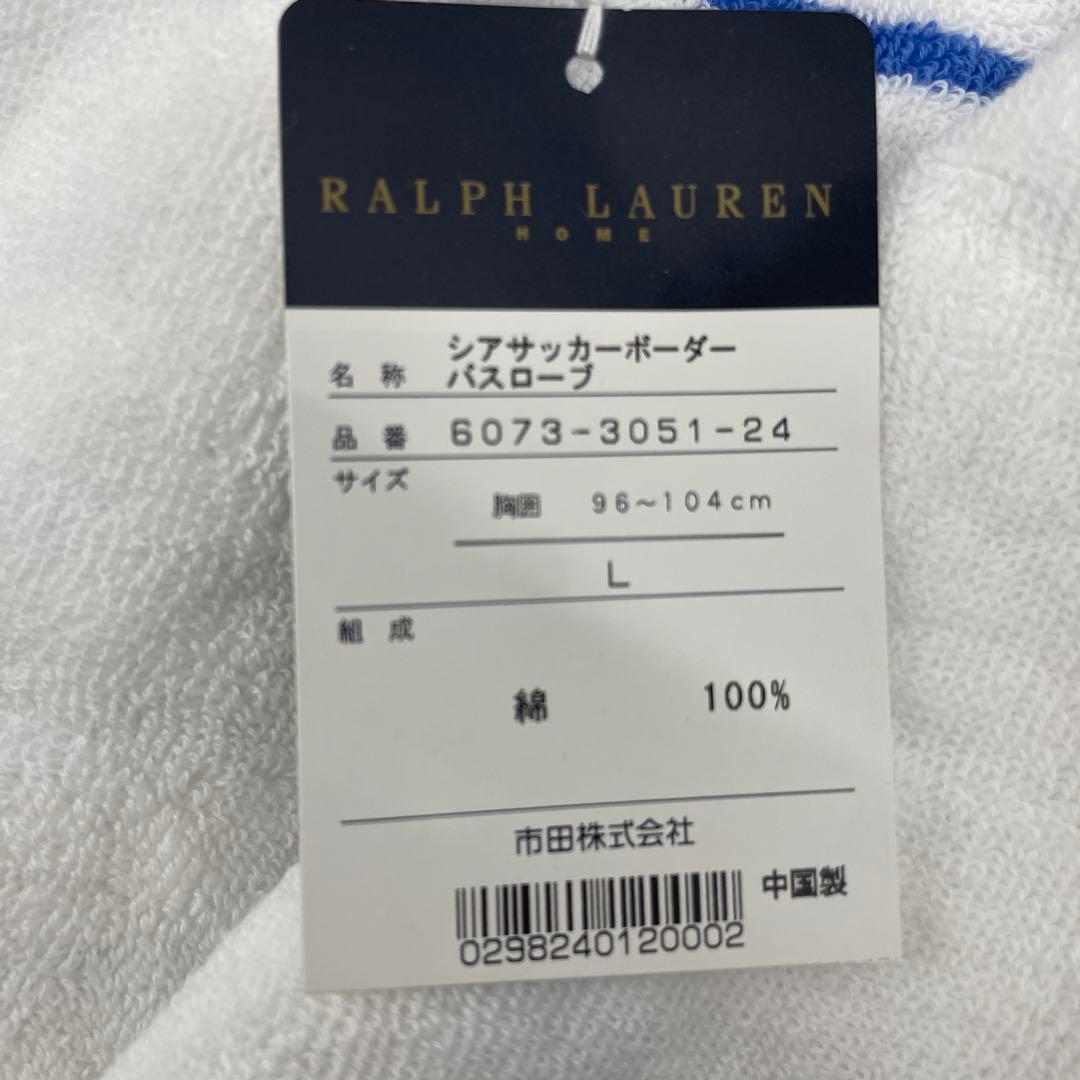 RALPH LAUREN
HOME
シアサッカーボーダー
名 称 バスローブ
品 番 6073-3051-24
サイズ
胸囲 96～104cm
L
組 成
綿 100%
市田株式会社
中国製
0298240120002